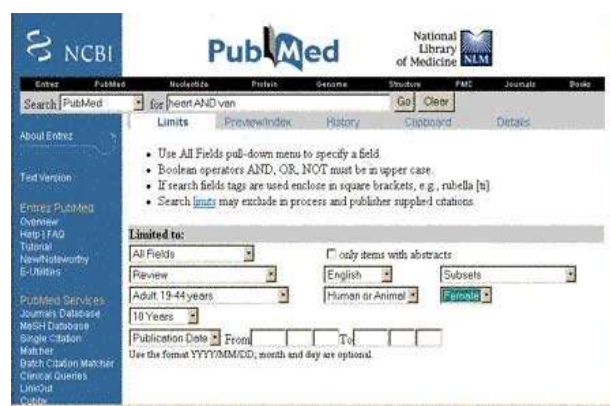 NCBI
PubMed
National
Library
of Medicine NLM
Entrez PubMed Nucleotide Protein Genome Structure PMC Journals Books
Search PubMed for heart AND van Go Clear
Limits Preview/Index History Clipboard Details
About Entrez
Text Version
Entrez PubMed
Overview
Help | FAQ
Tutorial
New/Noteworthy
E-Utilities
PubMed Services
Journals Database
MeSH Database
Single Citation
Matcher
Batch Citation Matcher
Clinical Queries
LinkOut
Cubby
• Use All Fields pull-down menu to specify a field.
• Boolean operators AND, OR, NOT must be in upper case.
• If search fields tags are used enclose in square brackets, e.g., rubella [ti].
• Search limits may exclude in process and publisher supplied citations.
Limited to:
All Fields only items with abstracts
Review English Subsets
Adult: 19-44 years Human or Animal Female
10 Years
Publication Date From To
Use the format YYYY/MM/DD; month and day are optional.